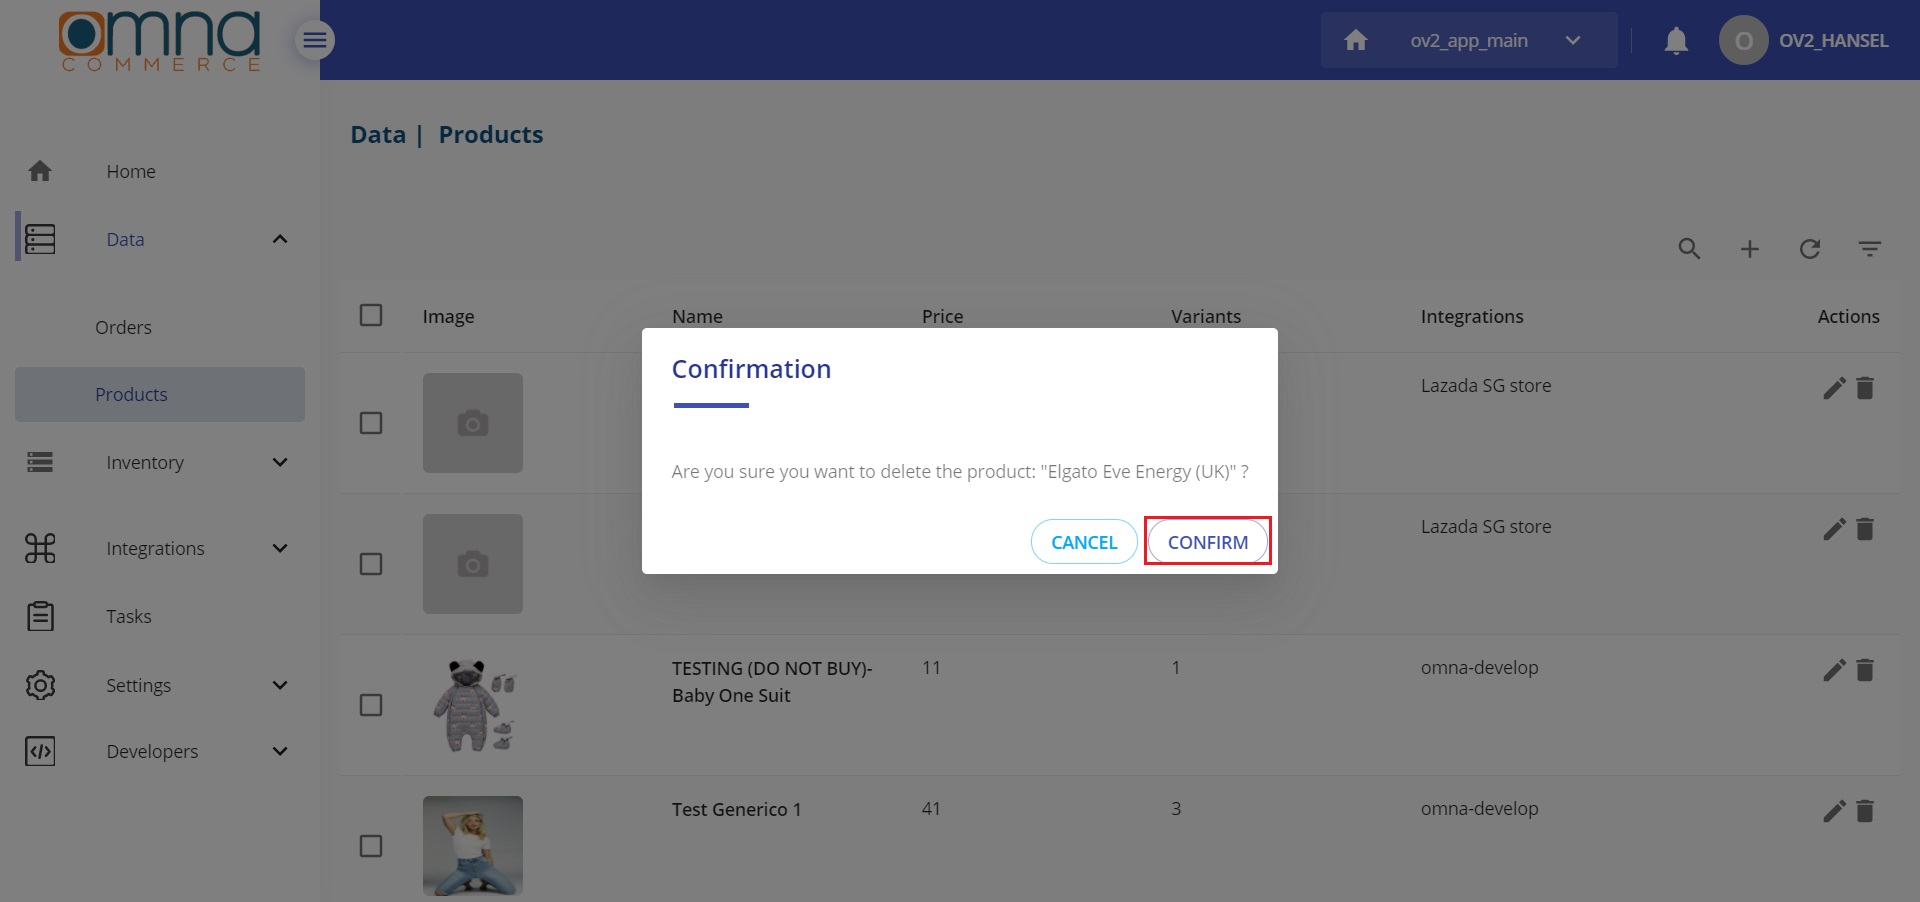 omna
COMMERCE
ov2_app_main
O
OV2_HANSEL
Data | Products
Home
Data
Orders
Products
Inventory
Integrations
Tasks
Settings
Developers
Image Name Price Variants Integrations Actions
Lazada SG store
Lazada SG store
Confirmation
Are you sure you want to delete the product: "Elgato Eve Energy (UK)" ?
CANCEL
CONFIRM
TESTING (DO NOT BUY)- 11 1 omna-develop
Baby One Suit
Test Generico 1 41 3 omna-develop